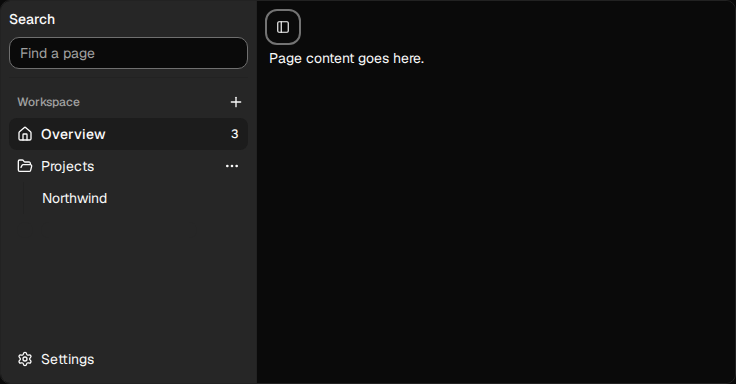 Search
Find a page
Workspace
Overview 3
Projects
Northwind
Settings
Page content goes here.